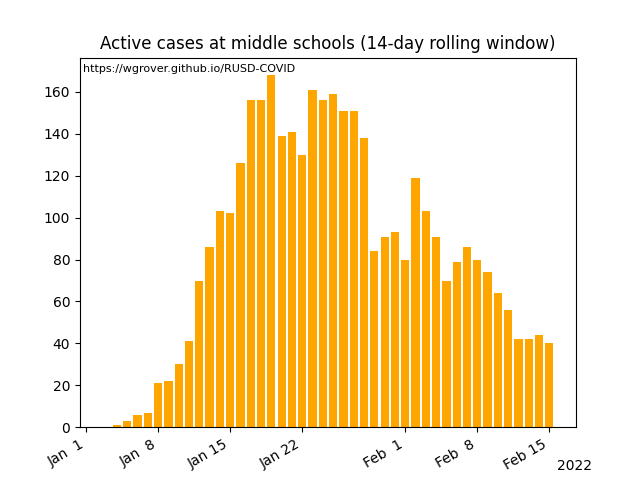 Active cases at middle schools (14-day rolling window)
https://wgrover.github.io/RUSD-COVID
160
140
120
100
80
60
40
20
0
Jan 1
Jan 8
Jan 15
Jan 22
Feb 1
Feb 8
Feb 15
2022